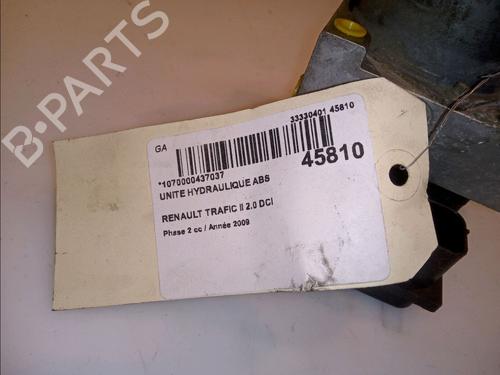 B-PARTS
GA
33330401 45810
*1070000437037
45810
UNITE HYDRAULIQUE ABS
RENAULT TRAFIC II 2.0 DCI
Phase 2 cc / Année 2009